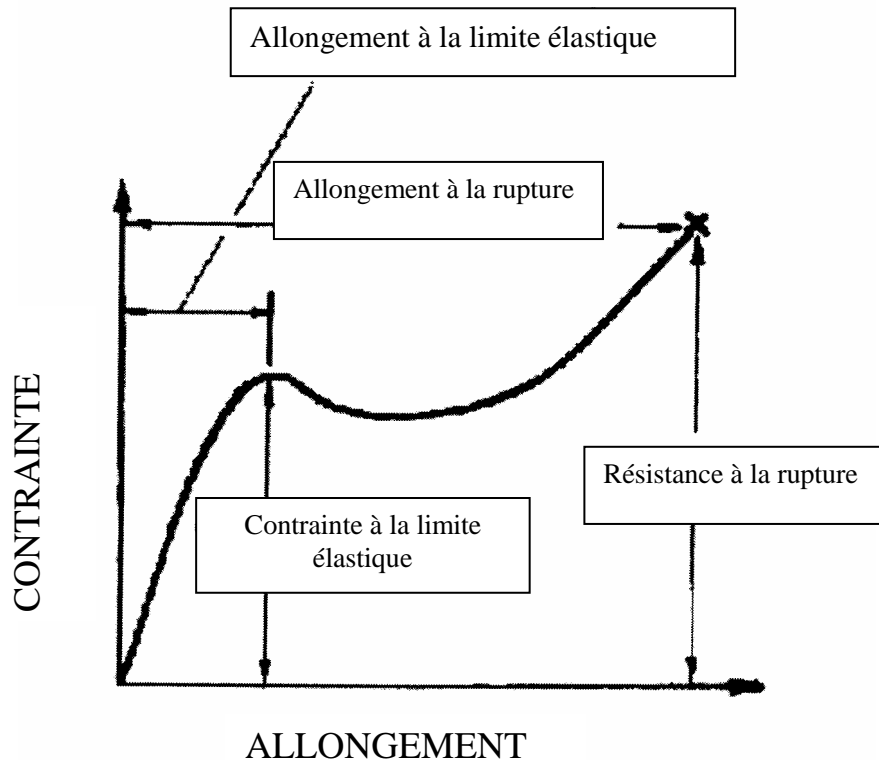 Allongement à la limite élastique
Allongement à la rupture
CONTRAINTE
Résistance à la rupture
Contrainte à la limite
élastique
ALLONGEMENT